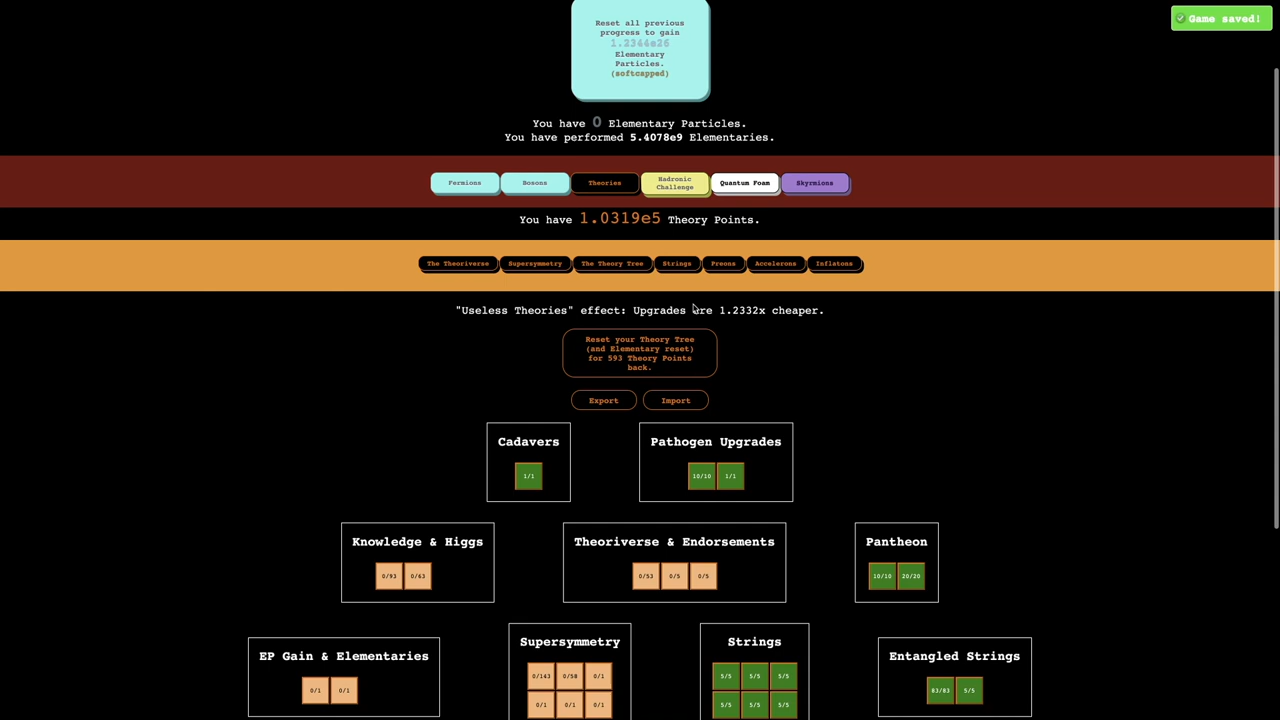 Reset all previous
progress to gain
1.2344e26
Elementary
Particles.
(softcapped)
Game saved!
You have 0 Elementary Particles.
You have performed 5.4078e9 Elementaries.
Fermions
Bosons
Theories
Hadronic
Challenge
Quantum Foam
Skyrmions
You have 1.0319e5 Theory Points.
The Theoriverse
Supersymmetry
The Theory Tree
Strings
Preons
Accelerons
Inflatons
"Useless Theories" effect: Upgrades are 1.2332x cheaper.
Reset your Theory Tree
(and Elementary reset)
for 593 Theory Points
back.
Export
Import
Cadavers
1/1
Pathogen Upgrades
10/10 1/1
Knowledge & Higgs
0/93 0/63
Theoriverse & Endorsements
0/53 0/5 0/5
Pantheon
10/10 20/20
EP Gain & Elementaries
0/1 0/1
Supersymmetry
0/143 0/58 0/1
0/1 0/1 0/1
Strings
5/5 5/5 5/5
5/5 5/5 5/5
Entangled Strings
83/83 5/5